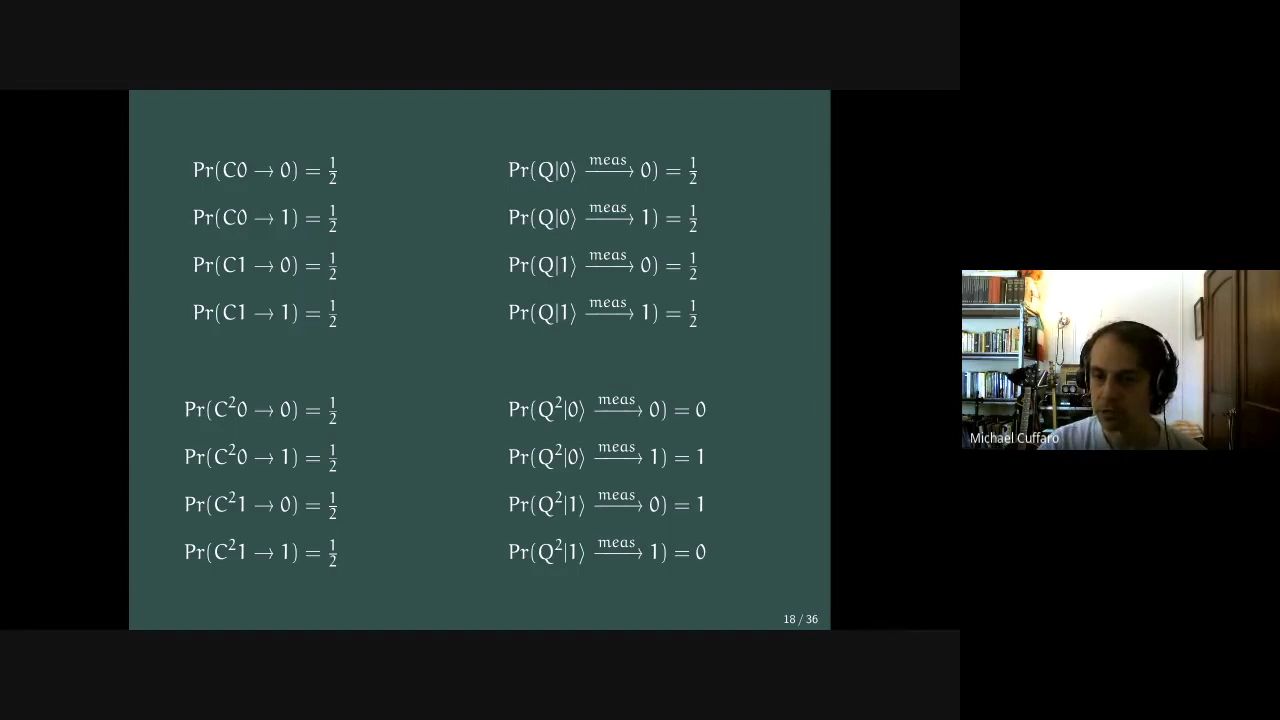 Pr(C0 → 0) = 1/2
Pr(C0 → 1) = 1/2
Pr(C1 → 0) = 1/2
Pr(C1 → 1) = 1/2
Pr(Q|0⟩ meas→ 0) = 1/2
Pr(Q|0⟩ meas→ 1) = 1/2
Pr(Q|1⟩ meas→ 0) = 1/2
Pr(Q|1⟩ meas→ 1) = 1/2
Pr(C²0 → 0) = 1/2
Pr(C²0 → 1) = 1/2
Pr(C²1 → 0) = 1/2
Pr(C²1 → 1) = 1/2
Pr(Q²|0⟩ meas→ 0) = 0
Pr(Q²|0⟩ meas→ 1) = 1
Pr(Q²|1⟩ meas→ 0) = 1
Pr(Q²|1⟩ meas→ 1) = 0
18 / 36
Michael Cuffaro